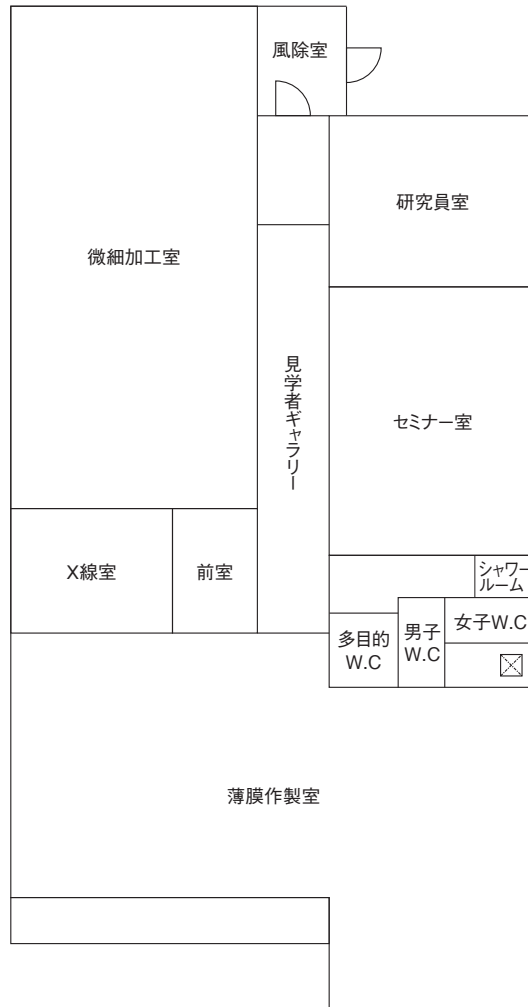 風除室
研究員室
微細加工室
見学者ギャラリー
セミナー室
X線室
前室
シャワー
ルーム
女子W.C
多目的
W.C
男子
W.C
薄膜作製室